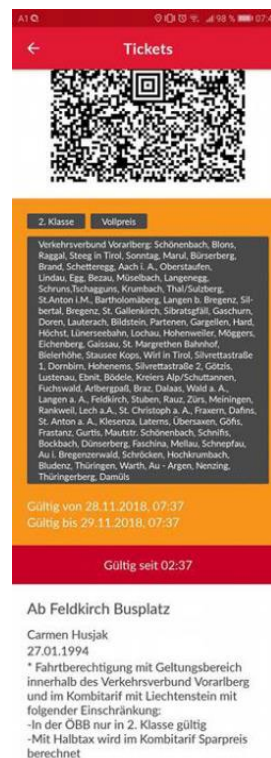 A1 98 % 07:4
Tickets
2. Klasse Vollpreis
Verkehrsverbund Vorarlberg: Schönenbach, Blons,
Raggal, Steeg in Tirol, Sonntag, Marul, Bürserberg,
Brand, Schetteregg, Aach i. A., Oberstaufen,
Lindau, Egg, Bezau, Müselbach, Langenegg,
Schruns,Tschagguns, Krumbach, Thal/Sulzberg,
St.Anton i.M., Bartholomäberg, Langen b. Bregenz, Sil-
bertal, Bregenz, St. Gallenkirch, Sibratsgfäll, Gaschurn,
Doren, Lauterach, Bildstein, Partenen, Gargellen, Hard,
Höchst, Lünerseebahn, Lochau, Hohenweiler, Möggers,
Eichenberg, Gaissau, St. Margrethen Bahnhof,
Bielerhöhe, Stausee Kops, Wirl in Tirol, Silvrettastraße
1, Dornbirn, Hohenems, Silvrettastraße 2, Götzis,
Lustenau, Ebnit, Bödele, Kreiers Alp/Schuttannen,
Fuchswald, Arlbergpaß, Braz, Dalaas, Wald a. A.,
Langen a. A., Feldkirch, Stuben, Rauz, Zürs, Meiningen,
Rankweil, Lech a.A., St. Christoph a. A., Fraxern, Dafins,
St. Anton a. A., Klesenza, Laterns, Übersaxen, Göfis,
Frastanz, Gurtis, Mautstr. Schönenbach, Schnifis,
Bockbach, Dünserberg, Faschina, Mellau, Schnepfau,
Au i. Bregenzerwald, Schröcken, Hochkrumbach,
Bludenz, Thüringen, Warth, Au - Argen, Nenzing,
Thüringerberg, Damüls
Gültig von 28.11.2018, 07:37
Gültig bis 29.11.2018, 07:37
Gültig seit 02:37
Ab Feldkirch Busplatz
Carmen Husjak
27.01.1994
* Fahrtberechtigung mit Geltungsbereich
innerhalb des Verkehrsverbund Vorarlberg
und im Kombitarif mit Liechtenstein mit
folgender Einschränkung:
-In der ÖBB nur in 2. Klasse gültig
-Mit Halbtax wird im Kombitarif Sparpreis
berechnet